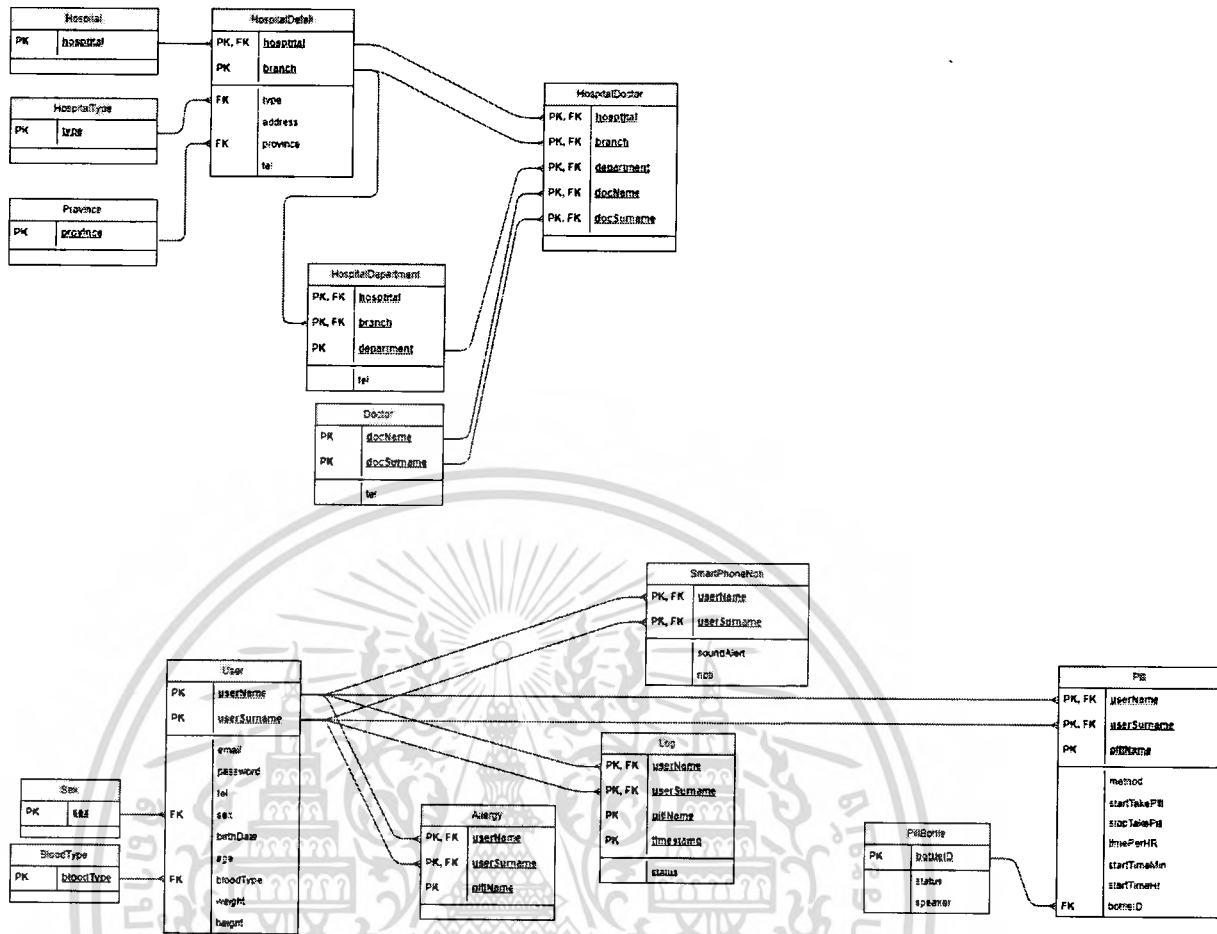 Hospital
PK hosptital
HospitalType
PK type
Province
PK province
HospitalDetail
PK, FK hosptital
PK branch
FK type
address
FK province
tel
HospitalDoctor
PK, FK hosptital
PK, FK branch
PK, FK department
PK, FK docName
PK, FK docSurname
HospitalDepartment
PK, FK hosptital
PK, FK branch
PK department
tel
Doctor
PK docName
PK docSurname
tel
SmartPhoneNoti
PK, FK userName
PK, FK userSurname
soundAlert
noti
User
PK userName
PK userSurname
email
password
tel
FK sex
birthDate
age
FK bloodType
weight
height
Sex
PK sex
BloodType
PK bloodType
Allergy
PK, FK userName
PK, FK userSurname
PK pillName
Log
PK, FK userName
PK, FK userSurname
PK pillName
PK timestamp
status
PillBottle
PK bottleID
status
speaker
Pill
PK, FK userName
PK, FK userSurname
PK pillName
method
startTakePill
stopTakePill
timePerHR
startTimeMin
startTimeHr
FK bottleID